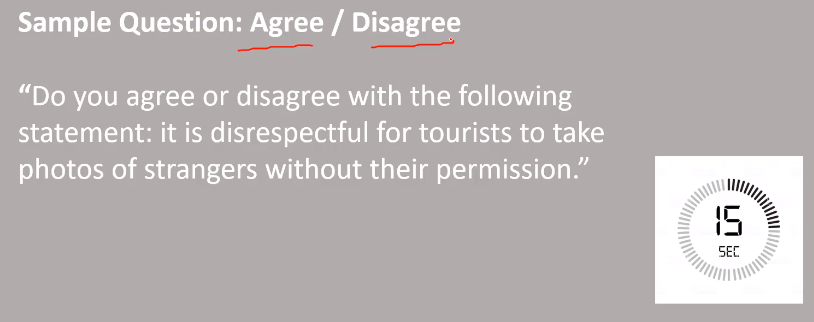 Sample Question: Agree / Disagree
“Do you agree or disagree with the following
statement: it is disrespectful for tourists to take
photos of strangers without their permission.”
15
SEC